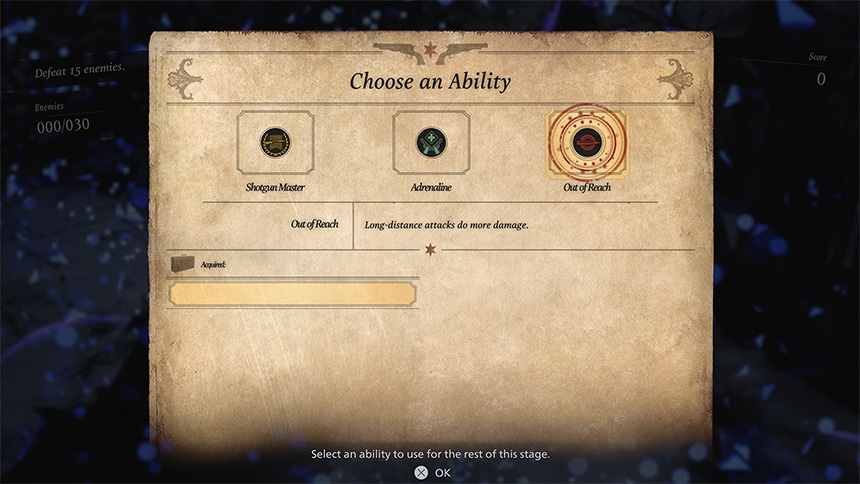 Defeat 15 enemies.
Enemies
000/030
Score
0
Choose an Ability
Shotgun Master
Adrenaline
Out of Reach
Out of Reach
Long-distance attacks do more damage.
Acquired:
Select an ability to use for the rest of this stage.
OK